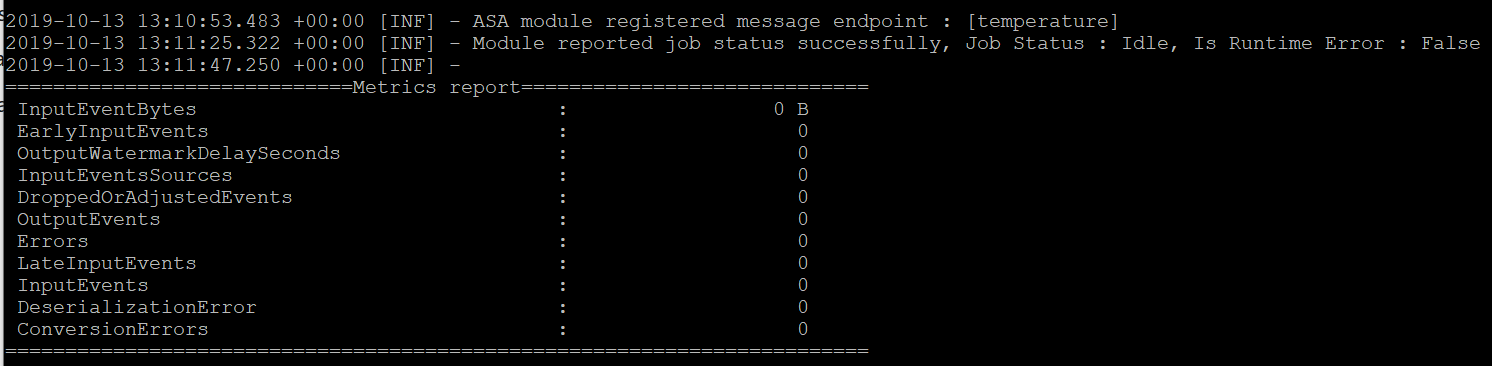 2019-10-13 13:10:53.483 +00:00 [INF] - ASA module registered message endpoint : [temperature]
2019-10-13 13:11:25.322 +00:00 [INF] - Module reported job status successfully, Job Status : Idle, Is Runtime Error : False
2019-10-13 13:11:47.250 +00:00 [INF] -
=============================Metrics report=============================
InputEventBytes : 0 B
EarlyInputEvents : 0
OutputWatermarkDelaySeconds : 0
InputEventsSources : 0
DroppedOrAdjustedEvents : 0
OutputEvents : 0
Errors : 0
LateInputEvents : 0
InputEvents : 0
DeserializationError : 0
ConversionErrors : 0
========================================================================